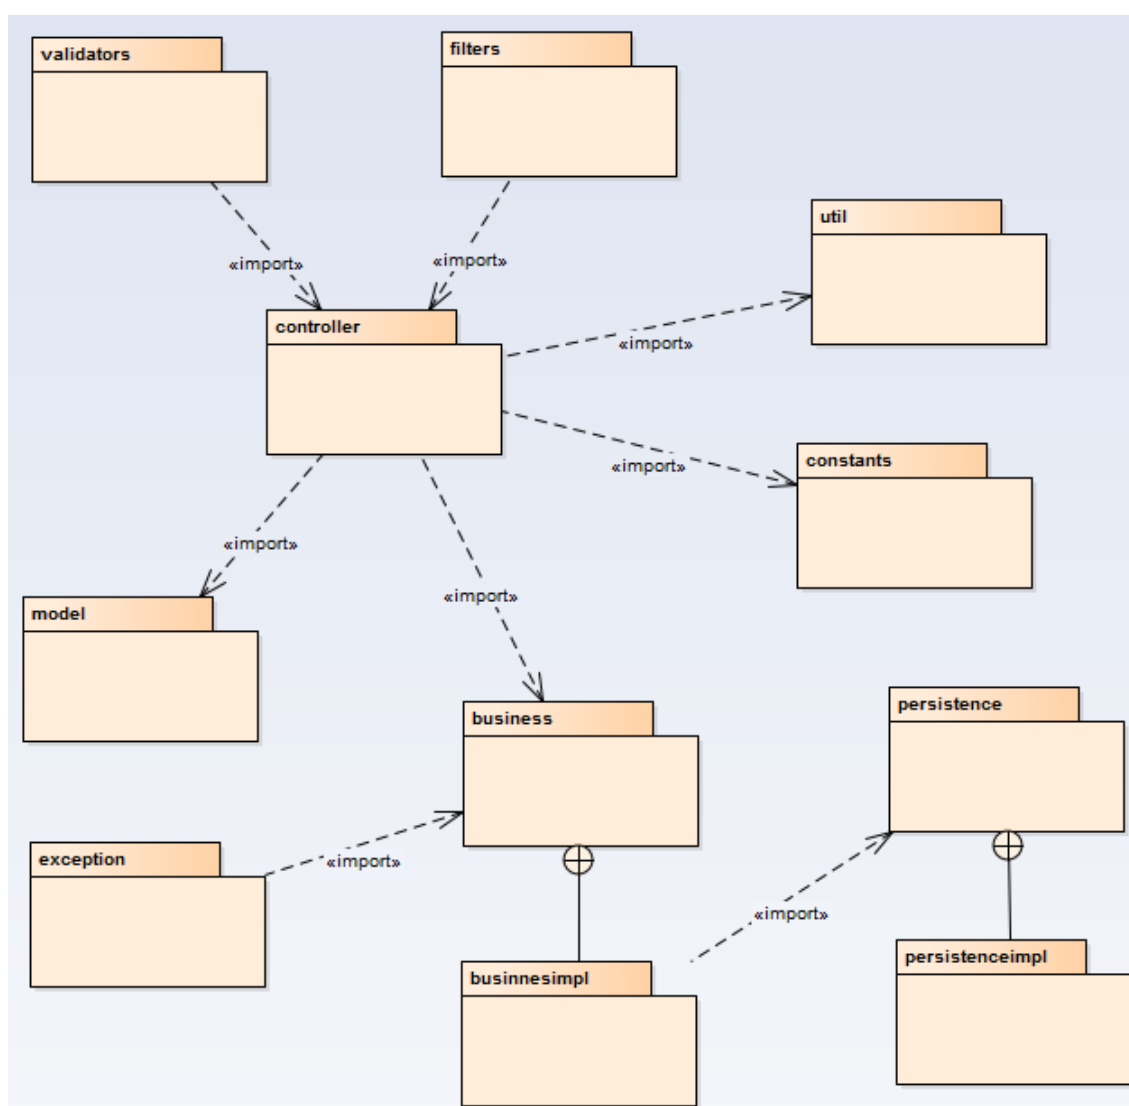 validators
filters
util
«import»
«import»
controller
«import»
constants
«import»
«import»
«import»
model
persistence
business
exception
«import»
«import»
persistenceimpl
businnesimpl